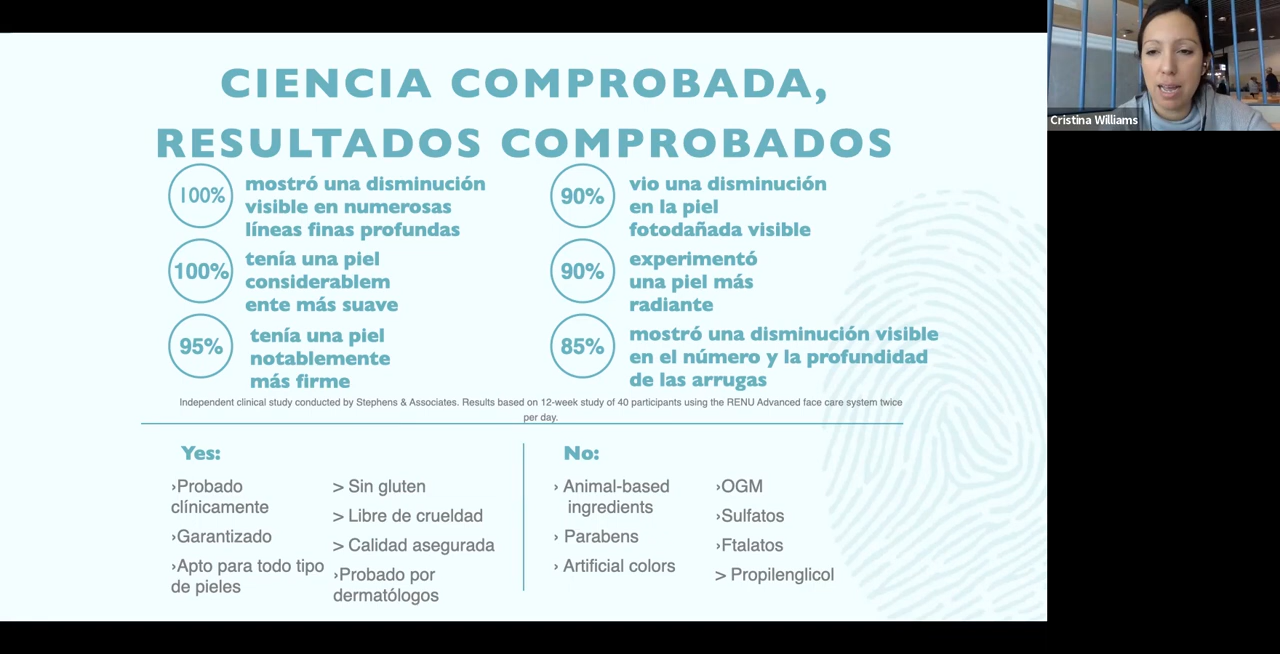 CIENCIA COMPROBADA,
RESULTADOS COMPROBADOS
100%
mostró una disminución
visible en numerosas
líneas finas profundas
100%
tenía una piel
considerablem
ente más suave
95%
tenía una piel
notablemente
más firme
90%
vio una disminución
en la piel
fotodañada visible
90%
experimentó
una piel más
radiante
85%
mostró una disminución visible
en el número y la profundidad
de las arrugas
Independent clinical study conducted by Stephens & Associates. Results based on 12-week study of 40 participants using the RENU Advanced face care system twice
per day.
Yes:
›Probado
clínicamente
›Garantizado
›Apto para todo tipo
de pieles
> Sin gluten
> Libre de crueldad
> Calidad asegurada
›Probado por
dermatólogos
No:
› Animal-based
ingredients
› Parabens
› Artificial colors
›OGM
›Sulfatos
›Ftalatos
> Propilenglicol
Cristina Williams